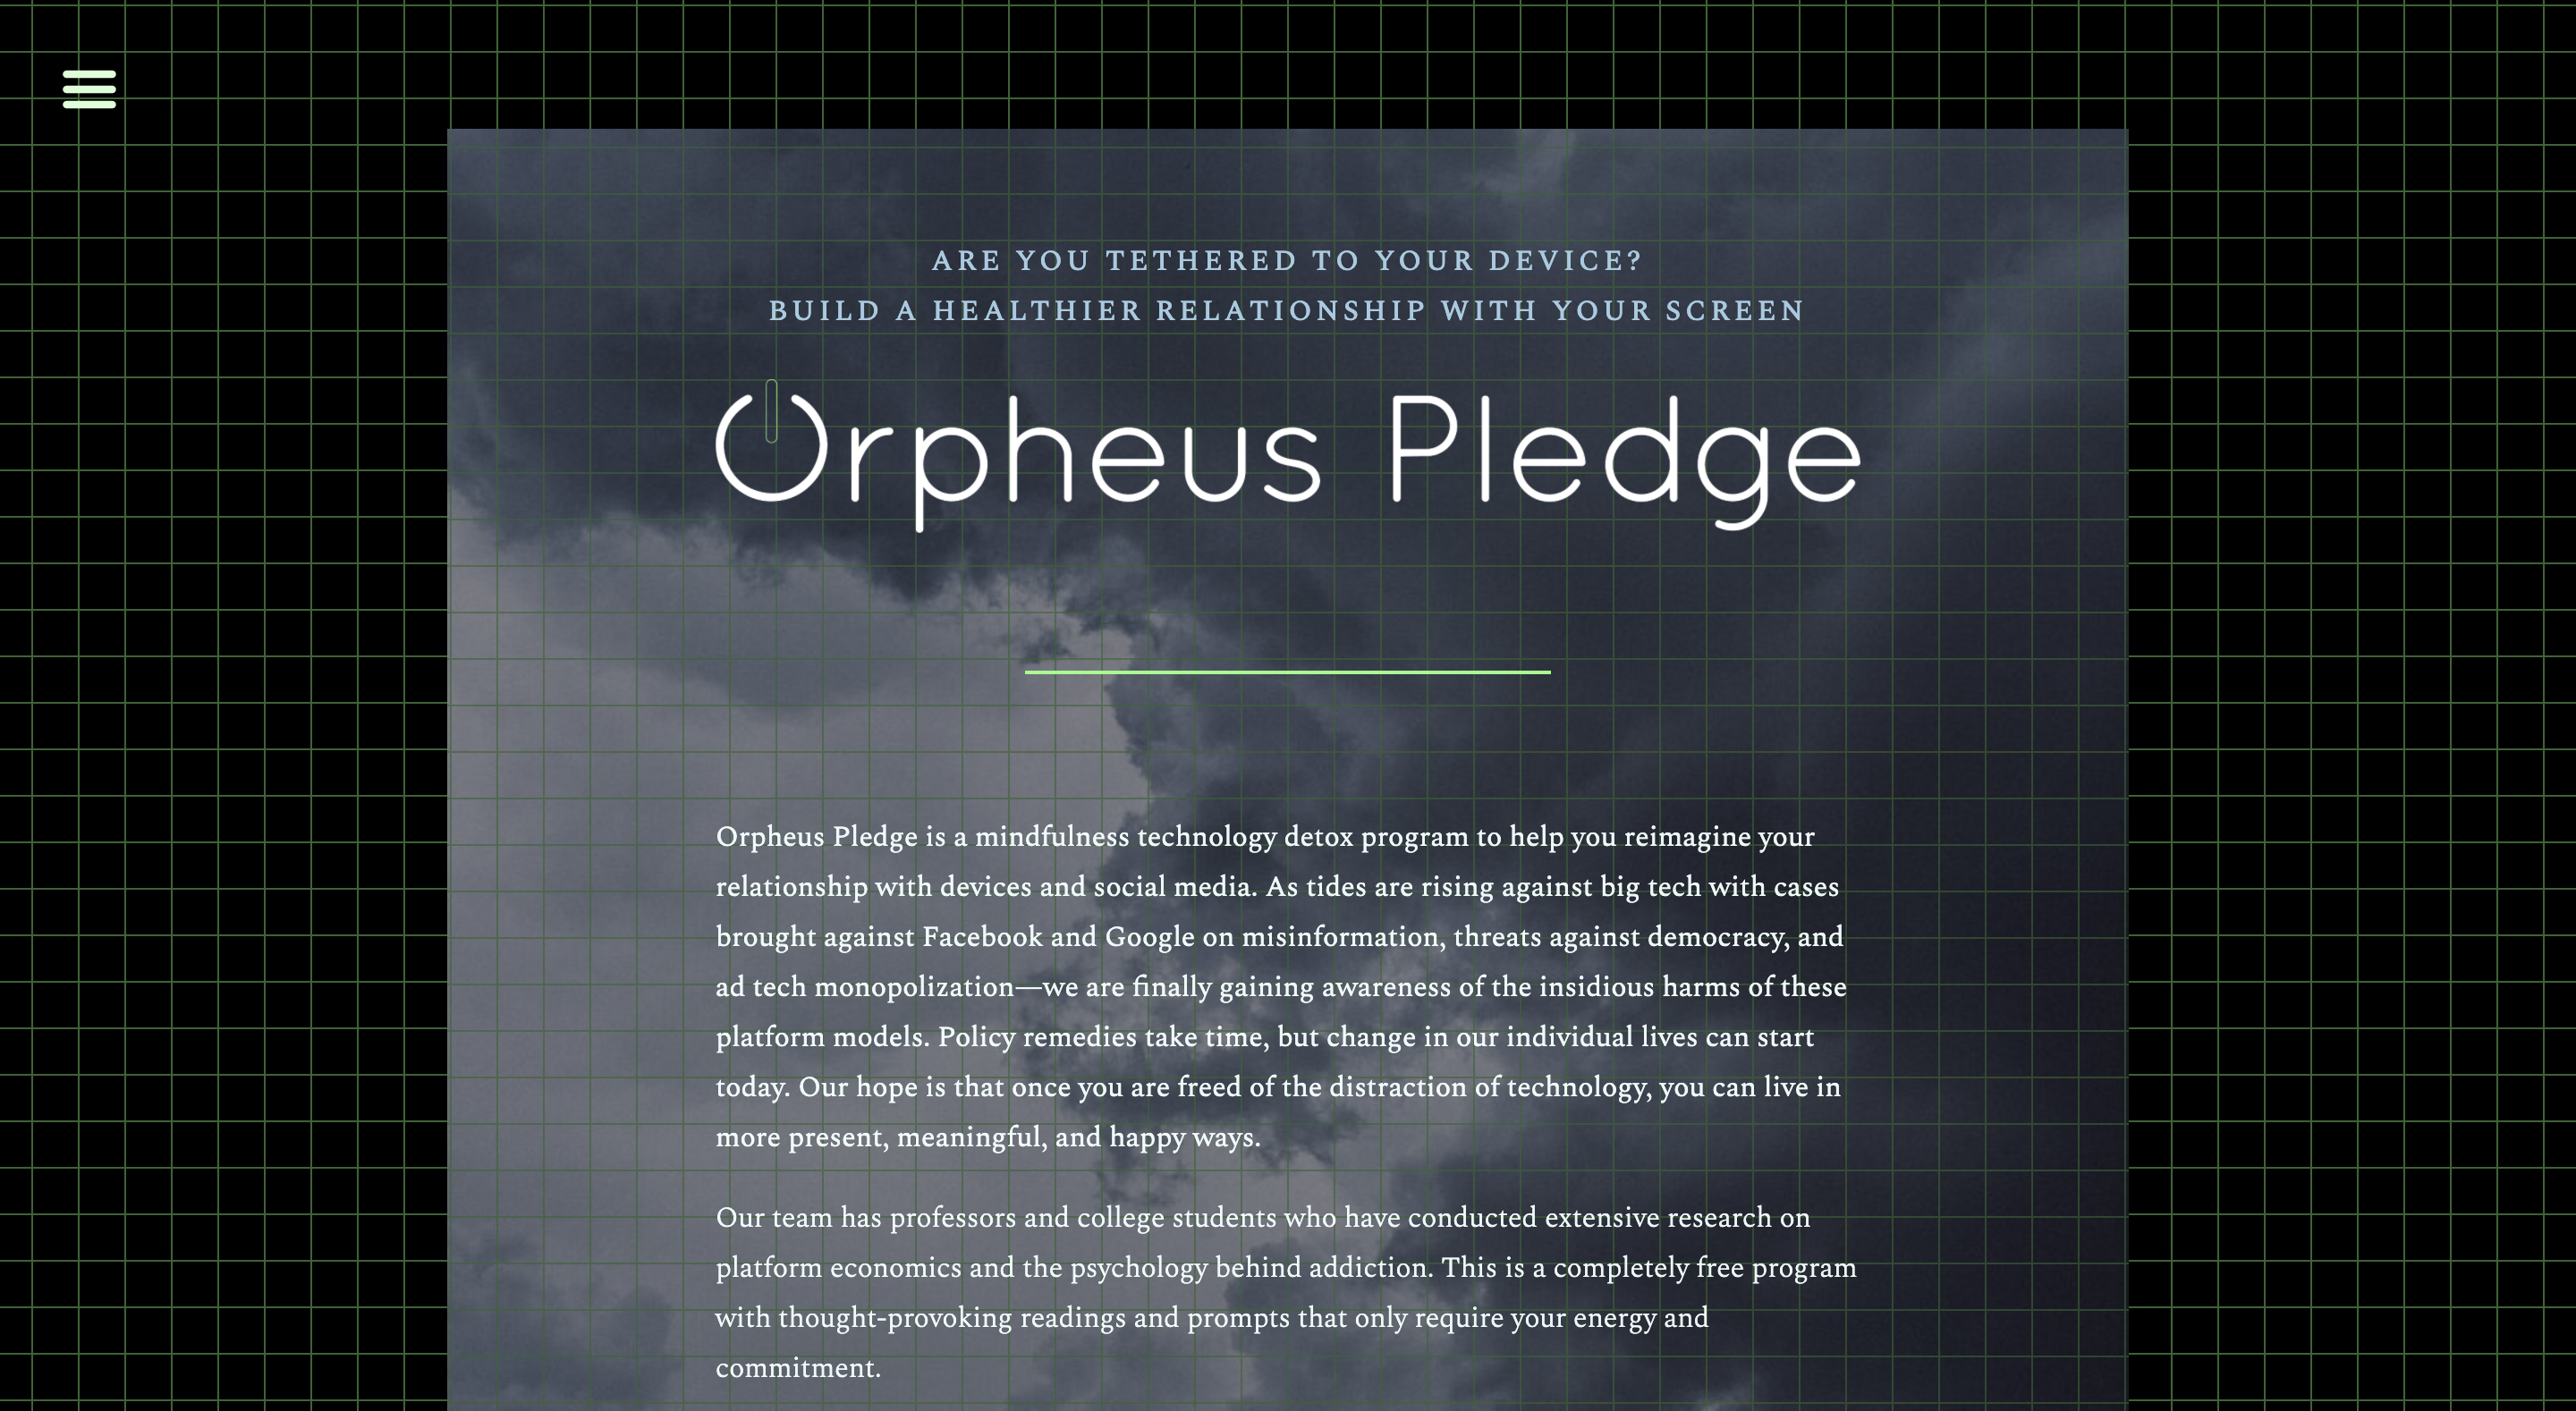 ARE YOU TETHERED TO YOUR DEVICE?
BUILD A HEALTHIER RELATIONSHIP WITH YOUR SCREEN
Orpheus Pledge
Orpheus Pledge is a mindfulness technology detox program to help you reimagine your
relationship with devices and social media. As tides are rising against big tech with cases
brought against Facebook and Google on misinformation, threats against democracy, and
ad tech monopolization—we are finally gaining awareness of the insidious harms of these
platform models. Policy remedies take time, but change in our individual lives can start
today. Our hope is that once you are freed of the distraction of technology, you can live in
more present, meaningful, and happy ways.
Our team has professors and college students who have conducted extensive research on
platform economics and the psychology behind addiction. This is a completely free program
with thought-provoking readings and prompts that only require your energy and
commitment.